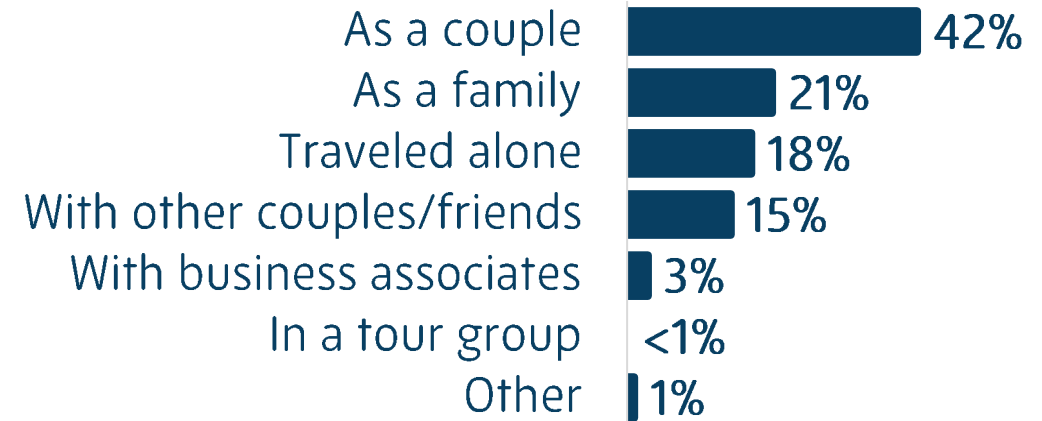 As a couple 42%
As a family 21%
Traveled alone 18%
With other couples/friends 15%
With business associates 3%
In a tour group <1%
Other 1%